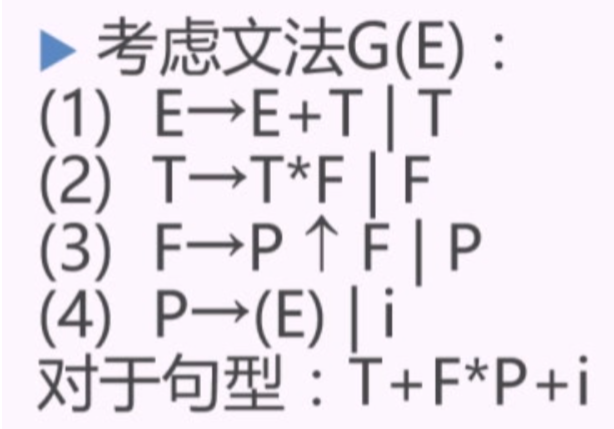 考虑文法G(E)：
(1) E→E+T | T
(2) T→T*F | F
(3) F→P ↑ F | P
(4) P→(E) | i
对于句型：T+F*P+i